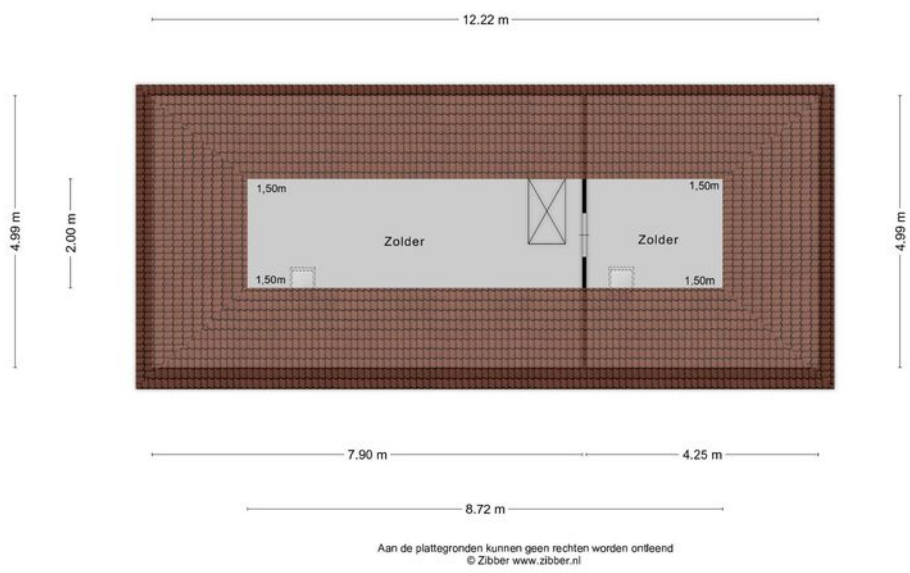 12.22 m
4.99 m
2.00 m
4.99 m
1,50m
1,50m
Zolder
Zolder
1,50m
1.50m
7.90 m
4.25 m
8.72 m
Aan de plattegronden kunnen geen rechten worden ontleend
© Zibber www.zibber.nl